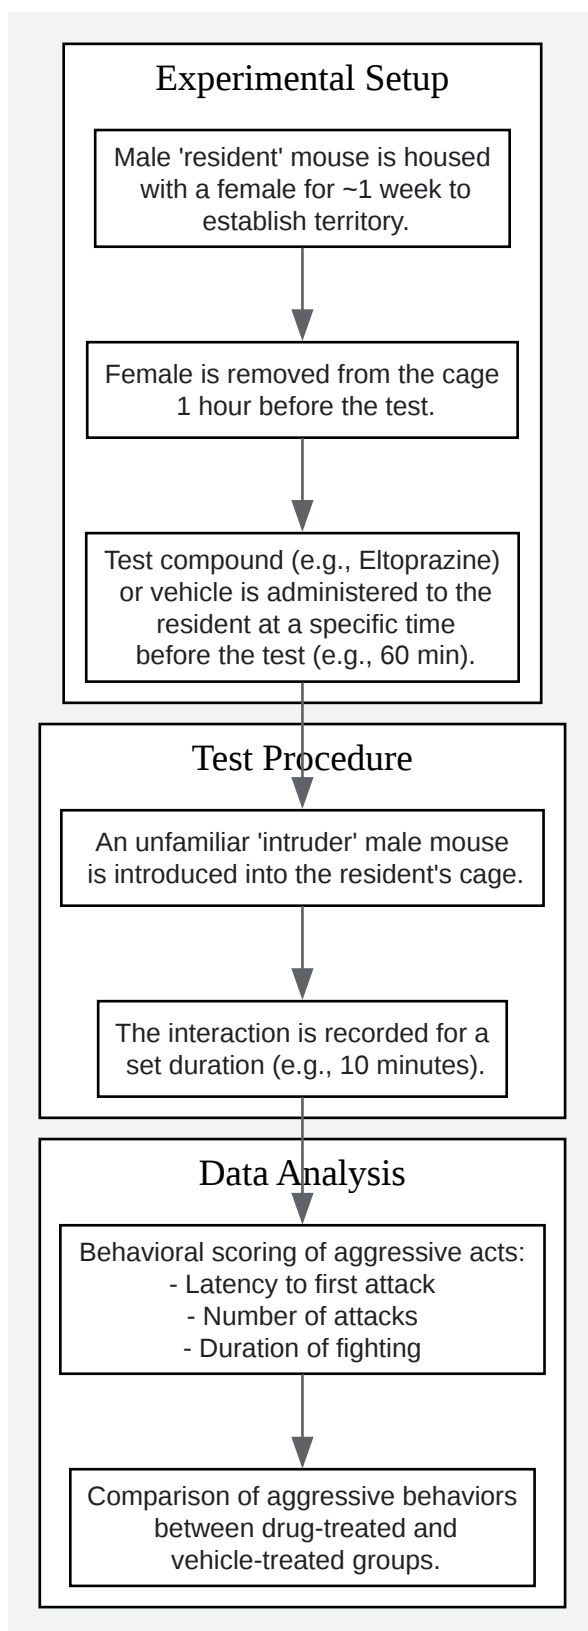 Experimental Setup
Male 'resident' mouse is housed
with a female for ~1 week to
establish territory.
Female is removed from the cage
1 hour before the test.
Test compound (e.g., Eltoprazine)
or vehicle is administered to the
resident at a specific time
before the test (e.g., 60 min).
Test Procedure
An unfamiliar 'intruder' male mouse
is introduced into the resident's cage.
The interaction is recorded for a
set duration (e.g., 10 minutes).
Data Analysis
Behavioral scoring of aggressive acts:
- Latency to first attack
- Number of attacks
- Duration of fighting
Comparison of aggressive behaviors
between drug-treated and
vehicle-treated groups.